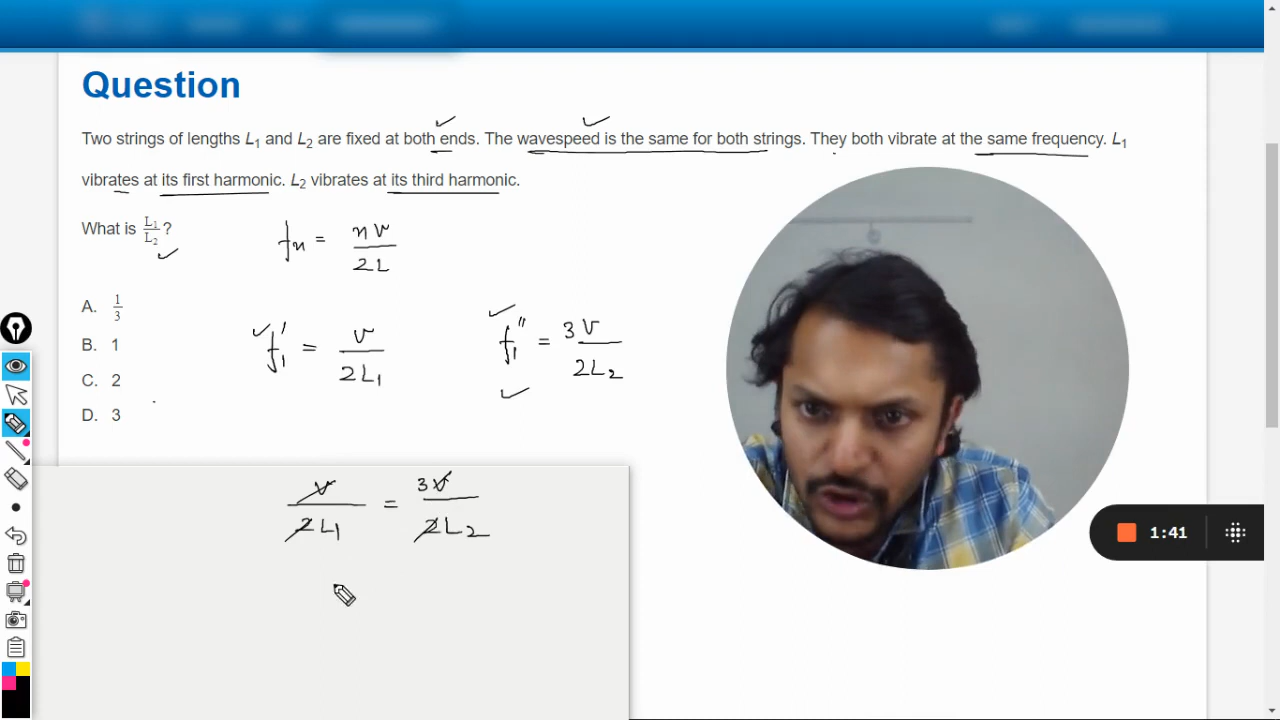 Question
Two strings of lengths L₁ and L₂ are fixed at both ends. The wavespeed is the same for both strings. They both vibrate at the same frequency. L₁
vibrates at its first harmonic. L₂ vibrates at its third harmonic.
What is L₁/L₂?
fn = nv/2L
A. 1/3
B. 1
C. 2
D. 3
f₁' = v/2L₁
f₁'' = 3v/2L₂
v/2L₁ = 3v/2L₂
1:41